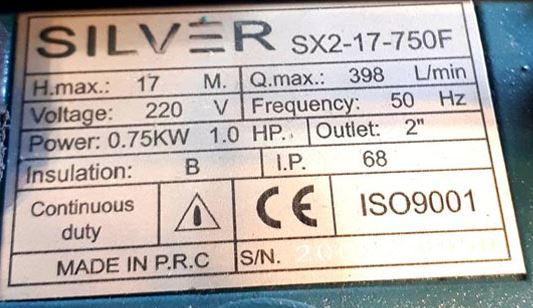 SILVER SX2-17-750F
H.max.: 17 M. Q.max.: 398 L/min
Voltage: 220 V Frequency: 50 Hz
Power: 0.75KW 1.0 HP. Outlet: 2"
Insulation: B I.P. 68
Continuous
duty
CE ISO9001
MADE IN P.R.C S/N.